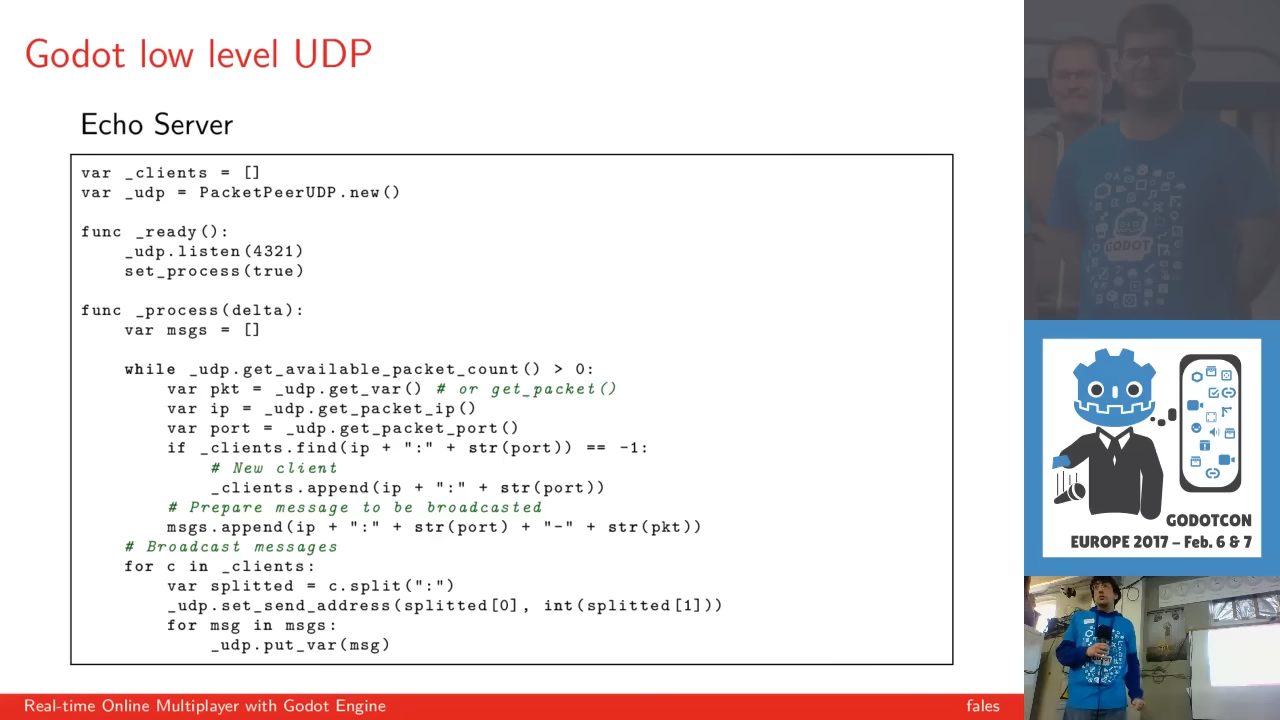 Godot low level UDP
Echo Server
var _clients = []
var _udp = PacketPeerUDP.new()
func _ready():
    _udp.listen(4321)
    set_process(true)
func _process(delta):
    var msgs = []
    while _udp.get_available_packet_count() > 0:
        var pkt = _udp.get_var() # or get_packet()
        var ip = _udp.get_packet_ip()
        var port = _udp.get_packet_port()
        if _clients.find(ip + ":" + str(port)) == -1:
            # New client
            _clients.append(ip + ":" + str(port))
        # Prepare message to be broadcasted
        msgs.append(ip + ":" + str(port) + "-" + str(pkt))
    # Broadcast messages
    for c in _clients:
        var splitted = c.split(":")
        _udp.set_send_address(splitted[0], int(splitted[1]))
        for msg in msgs:
            _udp.put_var(msg)
Real-time Online Multiplayer with Godot Engine
fales
GODOT
GODOTCON
EUROPE 2017 – Feb. 6 & 7